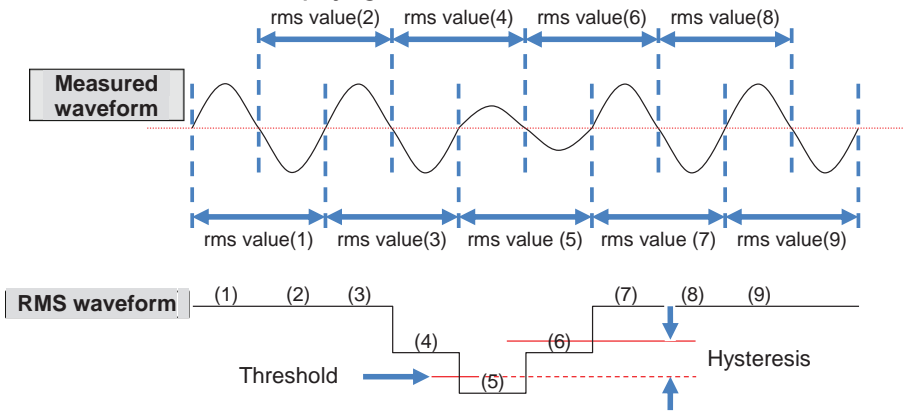 rms value(2) rms value(4) rms value(6) rms value(8)
Measured
waveform
rms value(1) rms value(3) rms value (5) rms value (7) rms value(9)
RMS waveform
(1) (2) (3) (7) (8) (9)
(4) (6)
Hysteresis
Threshold
(5)